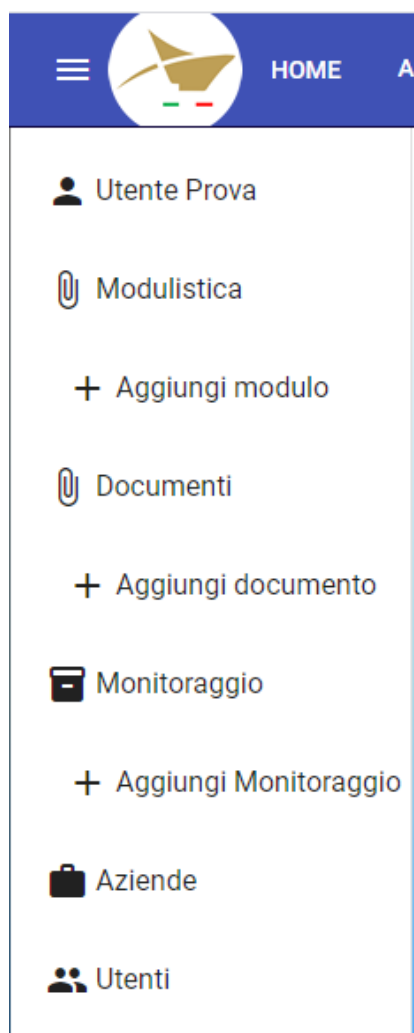 HOME
A
Utente Prova
Modulistica
Aggiungi modulo
Documenti
Aggiungi documento
Monitoraggio
Aggiungi Monitoraggio
Aziende
Utenti